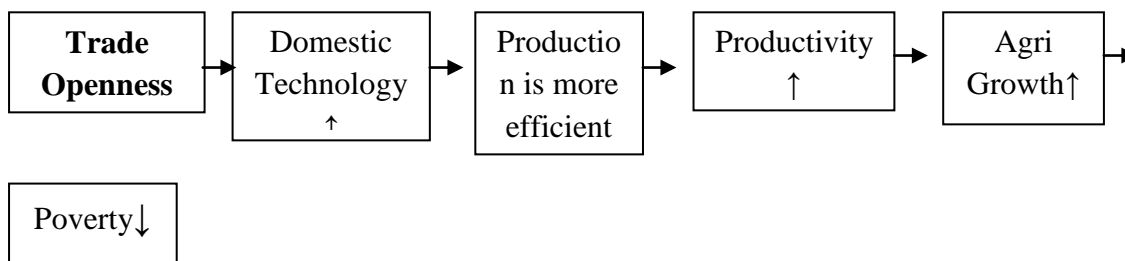 Trade
Openness
Domestic
Technology
↑
Productio
n is more
efficient
Productivity
↑
Agri
Growth↑
Poverty↓